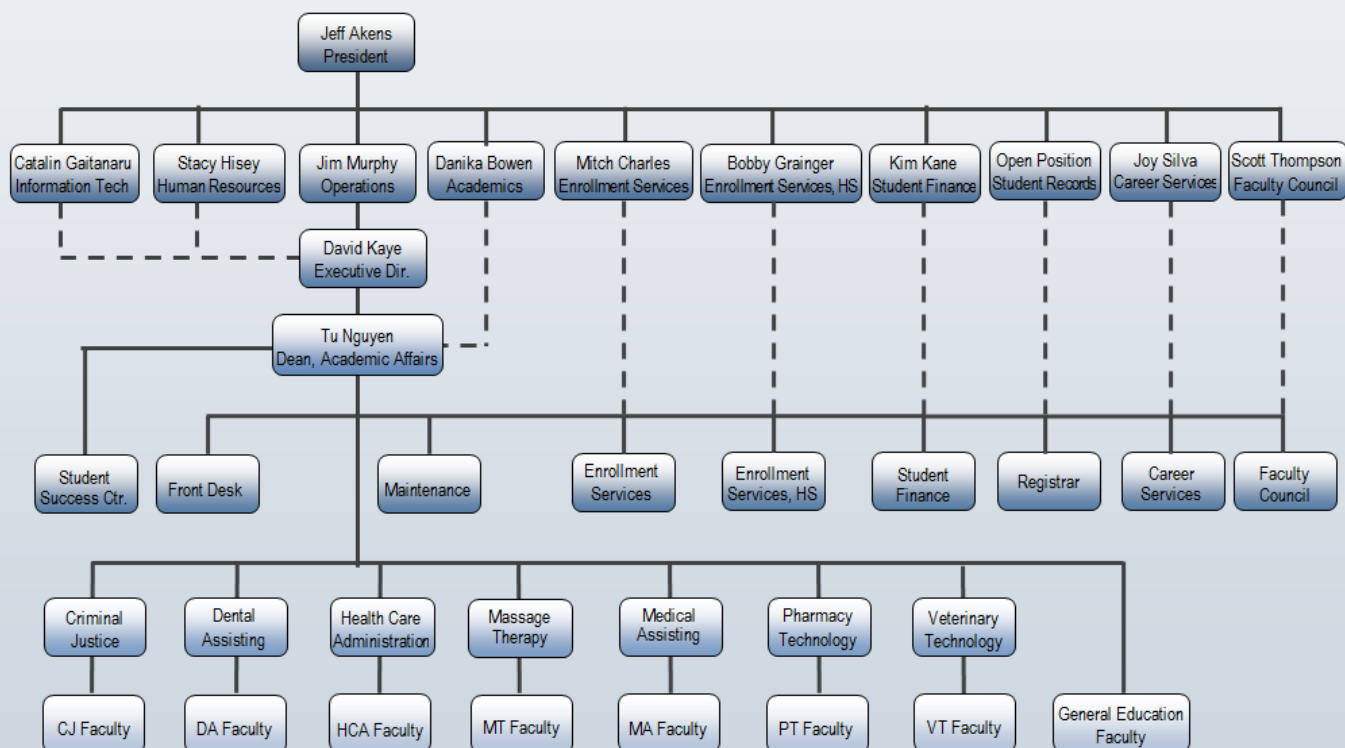 Jeff Akens
President
Catalin Gaitanaru
Information Tech
Stacy Hisey
Human Resources
Jim Murphy
Operations
Danika Bowen
Academics
Mitch Charles
Enrollment Services
Bobby Grainger
Enrollment Services, HS
Kim Kane
Student Finance
Open Position
Student Records
Joy Silva
Career Services
Scott Thompson
Faculty Council
David Kaye
Executive Dir.
Tu Nguyen
Dean, Academic Affairs
Student
Success Ctr.
Front Desk
Maintenance
Enrollment
Services
Enrollment
Services, HS
Student
Finance
Registrar
Career
Services
Faculty
Council
Criminal
Justice
Dental
Assisting
Health Care
Administration
Massage
Therapy
Medical
Assisting
Pharmacy
Technology
Veterinary
Technology
CJ Faculty
DA Faculty
HCA Faculty
MT Faculty
MA Faculty
PT Faculty
VT Faculty
General Education
Faculty